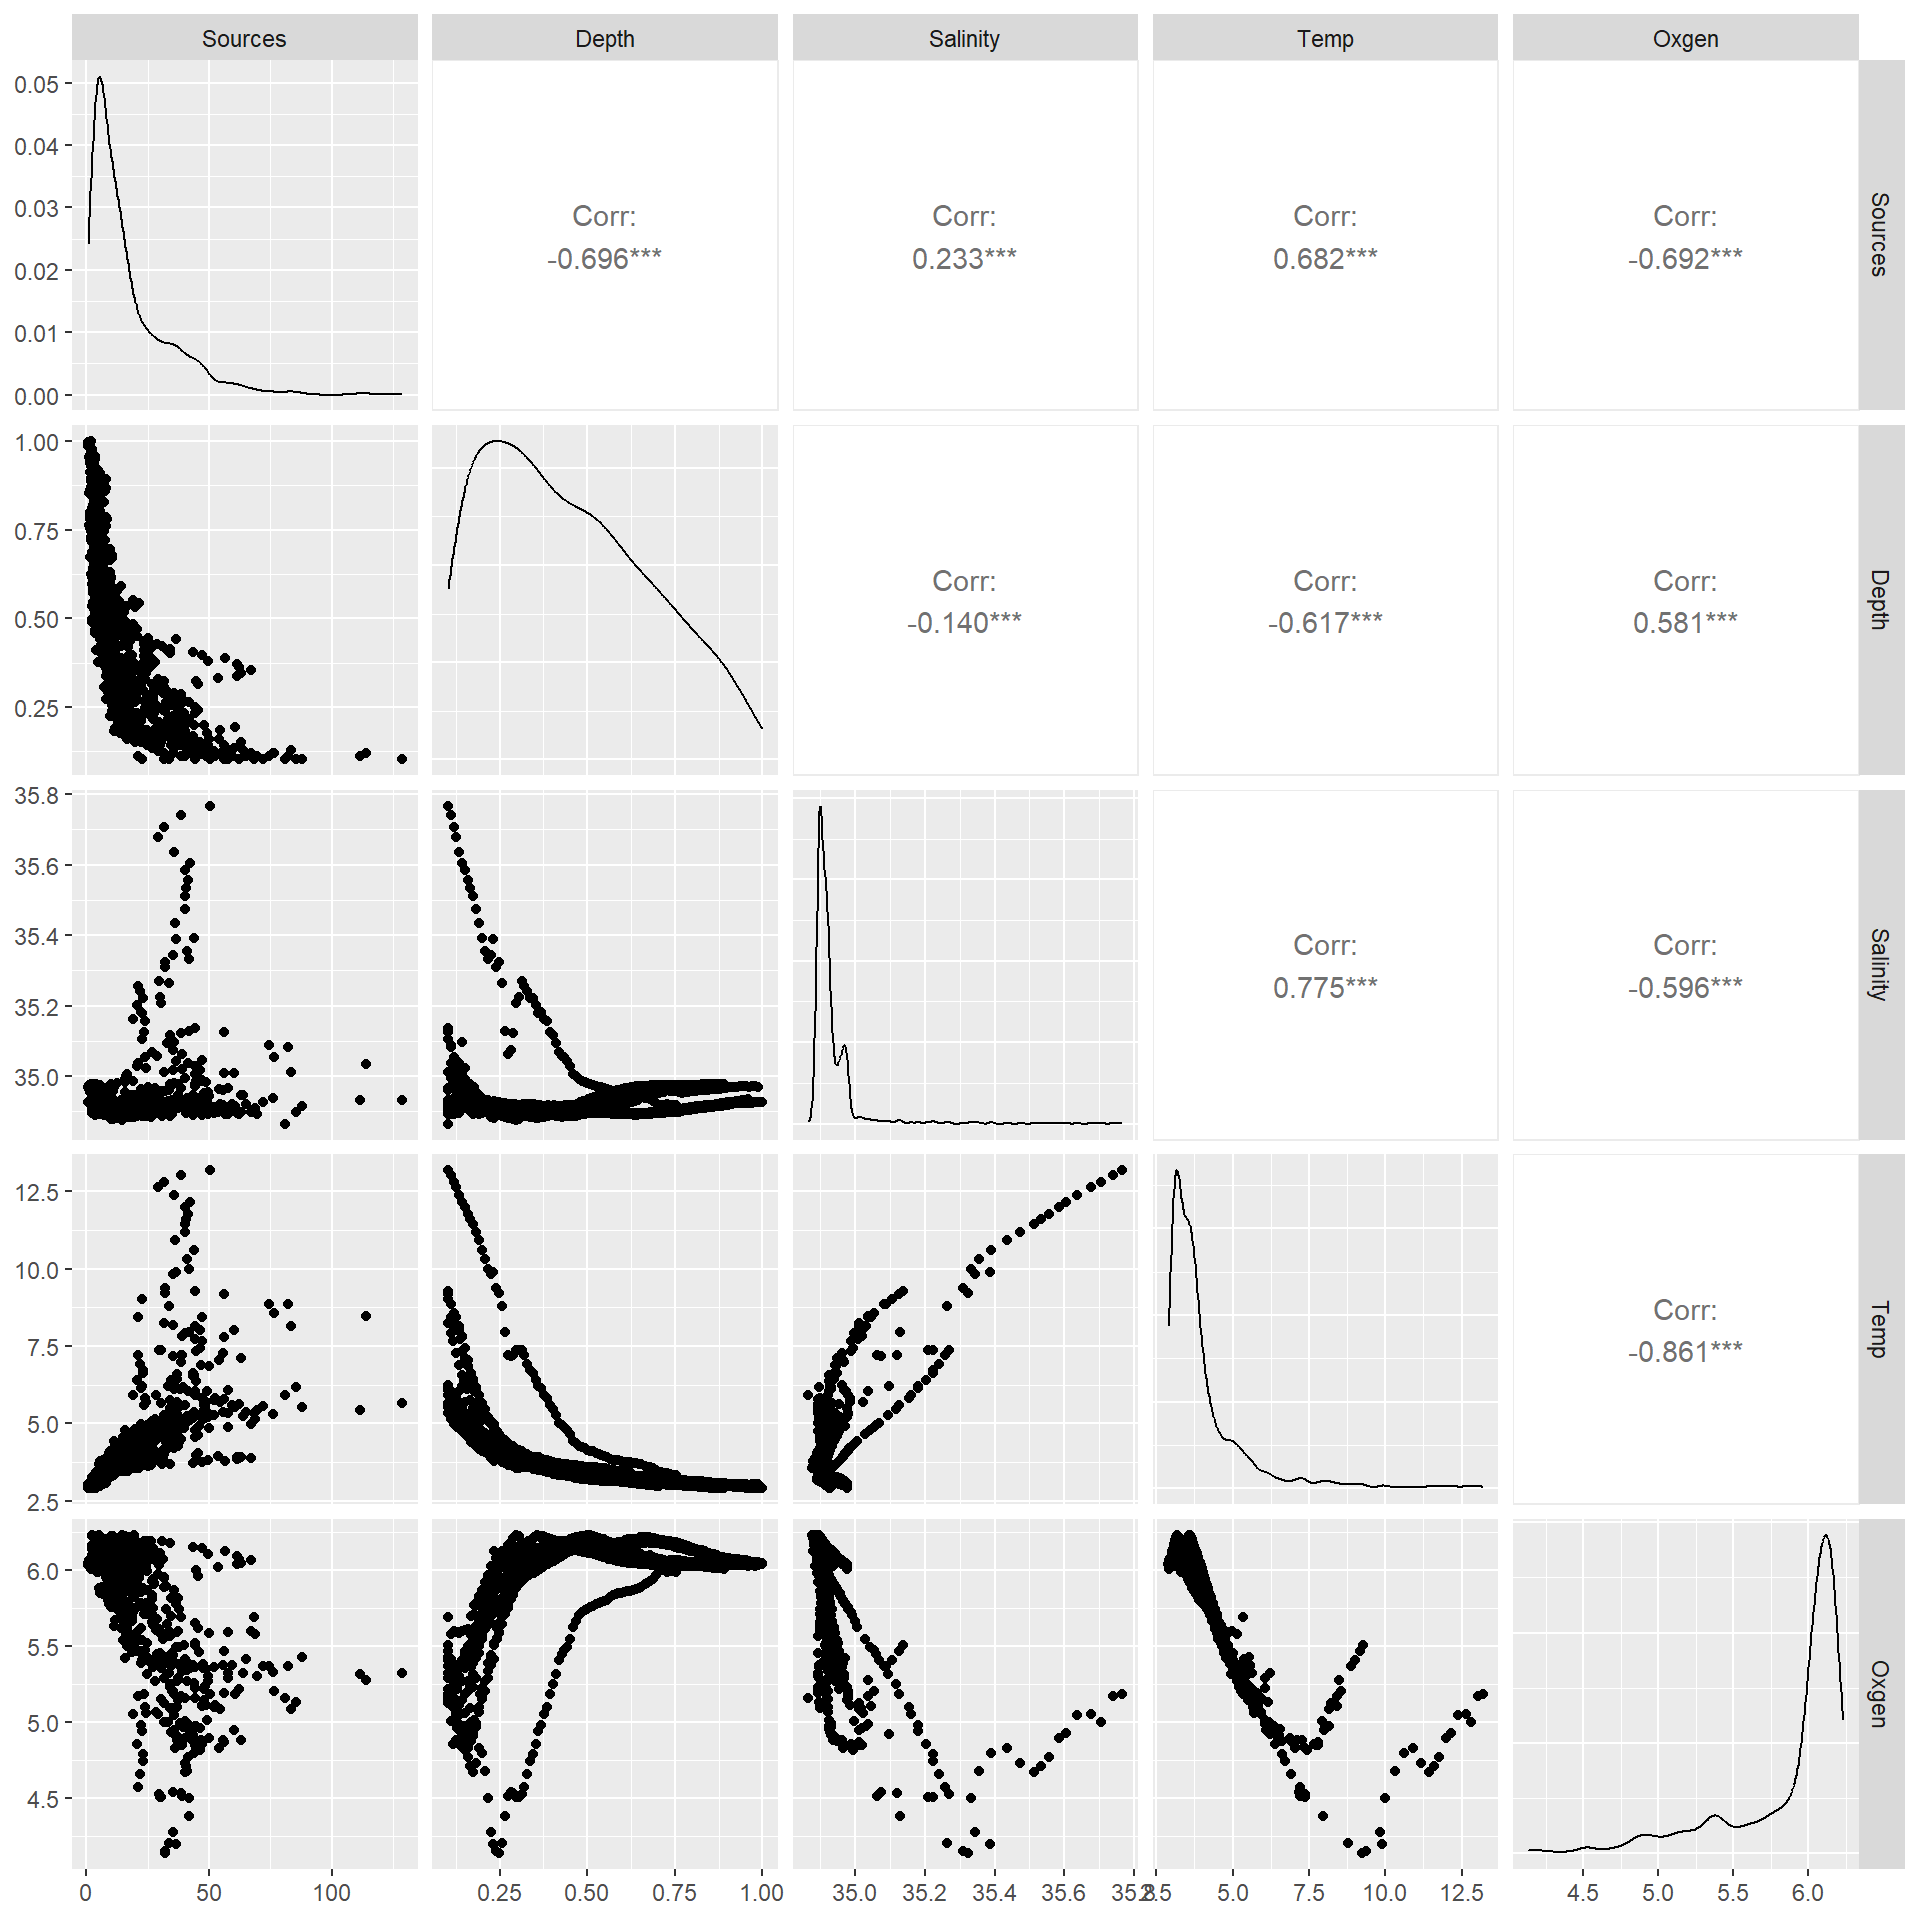 Sources Depth Salinity Temp Oxgen
0.05
0.04
0.03
0.02
0.01
0.00
Corr:
-0.696***
Corr:
0.233***
Corr:
0.682***
Corr:
-0.692***
Sources
1.00
0.75
0.50
0.25
Corr:
-0.140***
Corr:
-0.617***
Corr:
0.581***
Depth
35.8
35.6
35.4
35.2
35.0
Corr:
0.775***
Corr:
-0.596***
Salinity
12.5
10.0
7.5
5.0
2.5
Corr:
-0.861***
Temp
6.0
5.5
5.0
4.5
Oxgen
0 50 100
0.25 0.50 0.75 1.00
35.0 35.2 35.4 35.6 35.8
2.5 5.0 7.5 10.0 12.5
4.5 5.0 5.5 6.0